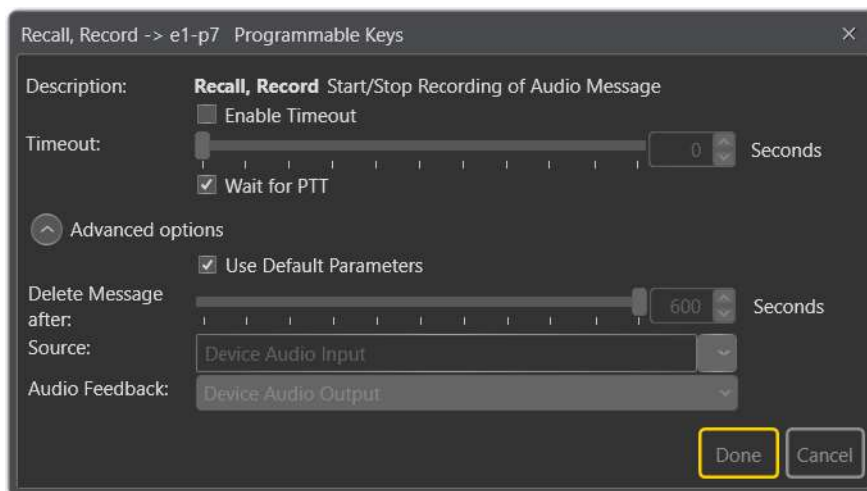 Recall, Record -> e1-p7 Programmable Keys
Description: Recall, Record Start/Stop Recording of Audio Message
Enable Timeout
Timeout: 0 Seconds
Wait for PTT
Advanced options
Use Default Parameters
Delete Message after: 600 Seconds
Source: Device Audio Input
Audio Feedback: Device Audio Output
Done Cancel